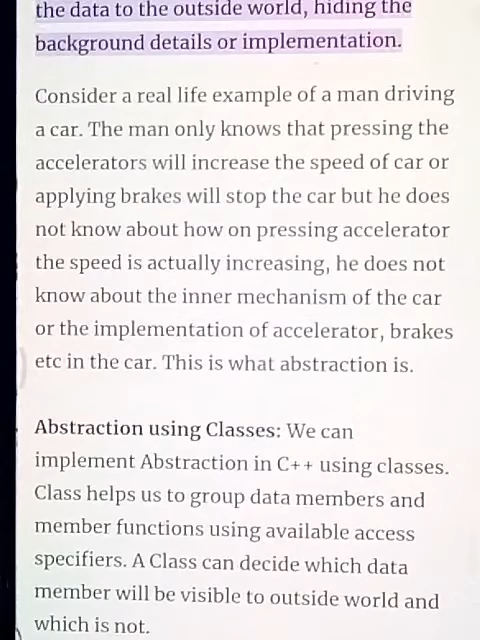 the data to the outside world, hiding the
background details or implementation.
Consider a real life example of a man driving
a car. The man only knows that pressing the
accelerators will increase the speed of car or
applying brakes will stop the car but he does
not know about how on pressing accelerator
the speed is actually increasing, he does not
know about the inner mechanism of the car
or the implementation of accelerator, brakes
etc in the car. This is what abstraction is.
Abstraction using Classes: We can
implement Abstraction in C++ using classes.
Class helps us to group data members and
member functions using available access
specifiers. A Class can decide which data
member will be visible to outside world and
which is not.